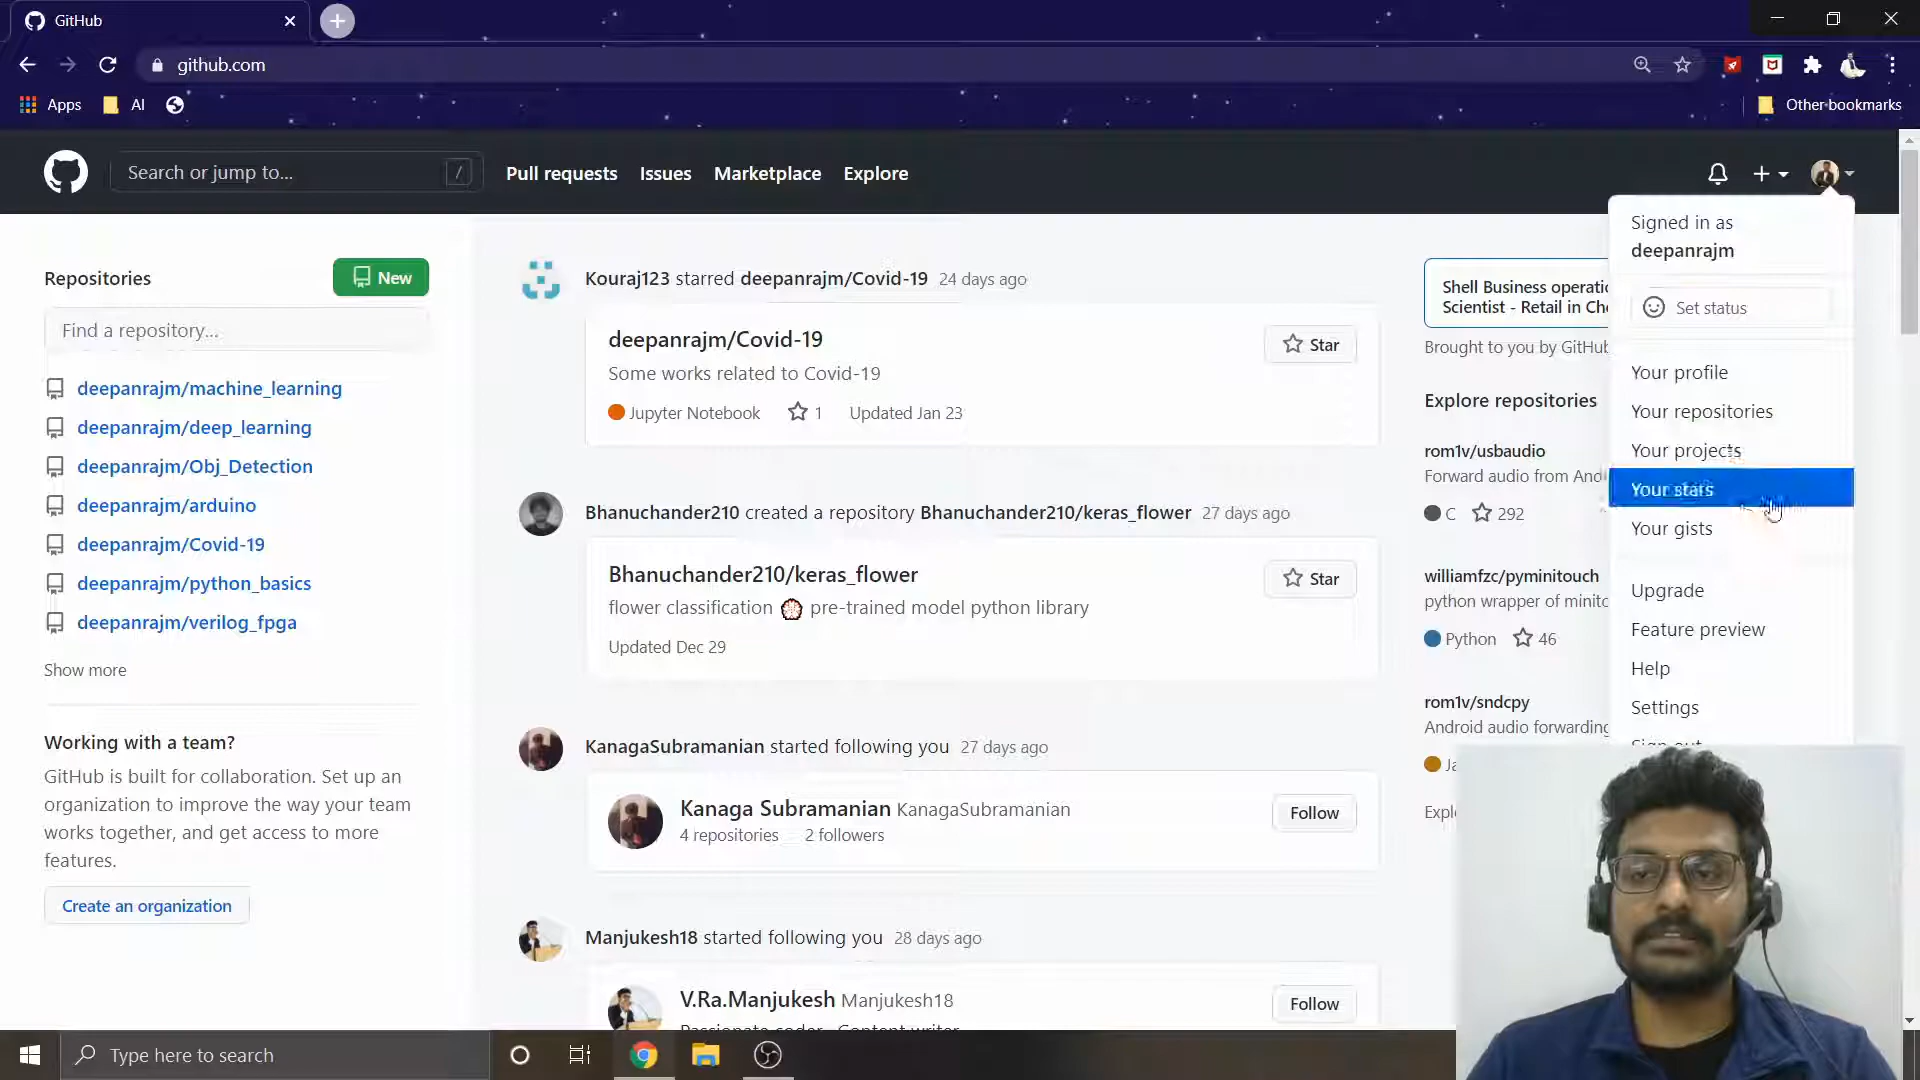 GitHub
github.com
Apps
AI
Other bookmarks
Search or jump to...
/
Pull requests
Issues
Marketplace
Explore
Signed in as
deepanrajm
Set status
Your profile
Your repositories
Your projects
Your stars
Your gists
Upgrade
Feature preview
Help
Settings
Sign out
Repositories
New
Find a repository...
deepanrajm/machine_learning
deepanrajm/deep_learning
deepanrajm/Obj_Detection
deepanrajm/arduino
deepanrajm/Covid-19
deepanrajm/python_basics
deepanrajm/verilog_fpga
Show more
Working with a team?
GitHub is built for collaboration. Set up an
organization to improve the way your team
works together, and get access to more
features.
Create an organization
Kouraj123 starred deepanrajm/Covid-19 24 days ago
deepanrajm/Covid-19
Star
Some works related to Covid-19
Jupyter Notebook 1 Updated Jan 23
Bhanuchander210 created a repository Bhanuchander210/keras_flower 27 days ago
Bhanuchander210/keras_flower
Star
flower classification pre-trained model python library
Updated Dec 29
KanagaSubramanian started following you 27 days ago
Kanaga Subramanian KanagaSubramanian
Follow
4 repositories 2 followers
Manjukesh18 started following you 28 days ago
V.Ra.Manjukesh Manjukesh18
Follow
Shell Business
Scientist - Retail in
Brought to you by
Explore repositories
rom1v/usbaudio
Forward audio from
C 292
williamfzc/pyminitouch
python wrapper of
Python 46
rom1v/sndcpy
Android audio forwarding
Type here to search